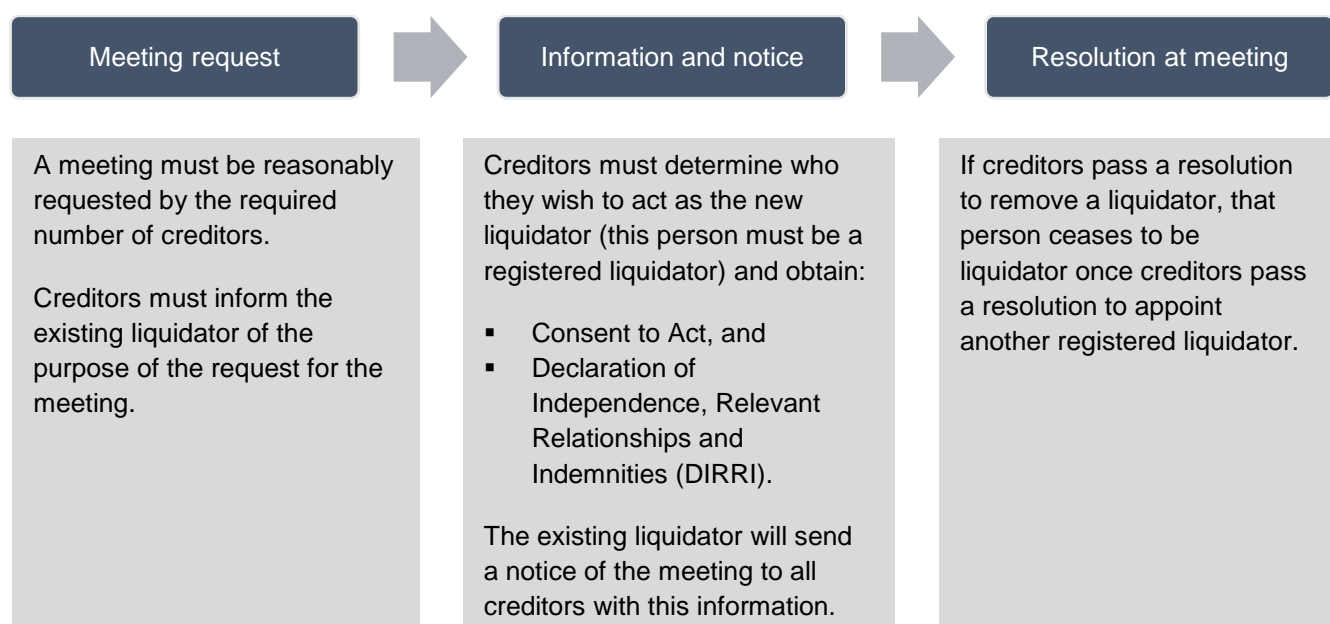 Meeting request
Information and notice
Resolution at meeting
A meeting must be reasonably
requested by the required
number of creditors.
Creditors must inform the
existing liquidator of the
purpose of the request for the
meeting.
Creditors must determine who
they wish to act as the new
liquidator (this person must be a
registered liquidator) and obtain:
▪ Consent to Act, and
▪ Declaration of
Independence, Relevant
Relationships and
Indemnities (DIRRI).
The existing liquidator will send
a notice of the meeting to all
creditors with this information.
If creditors pass a resolution
to remove a liquidator, that
person ceases to be
liquidator once creditors pass
a resolution to appoint
another registered liquidator.